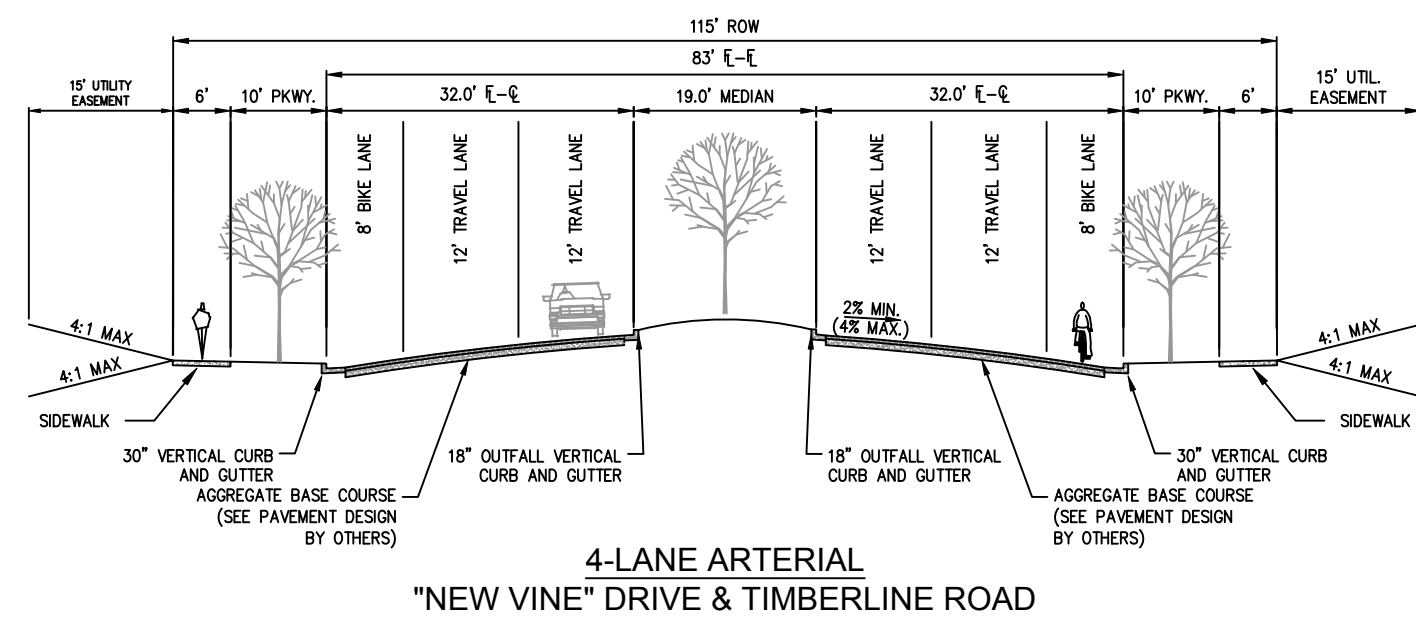 115' ROW
83' FL-FL
15' UTILITY
EASEMENT
6'
10' PKWY.
32.0' FL-CL
19.0' MEDIAN
32.0' FL-CL
10' PKWY.
6'
15' UTIL.
EASEMENT
8' BIKE LANE
12' TRAVEL LANE
12' TRAVEL LANE
12' TRAVEL LANE
12' TRAVEL LANE
8' BIKE LANE
2% MIN.
(4% MAX.)
4:1 MAX
4:1 MAX
4:1 MAX
4:1 MAX
SIDEWALK
SIDEWALK
30" VERTICAL CURB
AND GUTTER
18" OUTFALL VERTICAL
CURB AND GUTTER
18" OUTFALL VERTICAL
CURB AND GUTTER
30" VERTICAL CURB
AND GUTTER
AGGREGATE BASE COURSE
(SEE PAVEMENT DESIGN
BY OTHERS)
AGGREGATE BASE COURSE
(SEE PAVEMENT DESIGN
BY OTHERS)
4-LANE ARTERIAL
"NEW VINE" DRIVE & TIMBERLINE ROAD